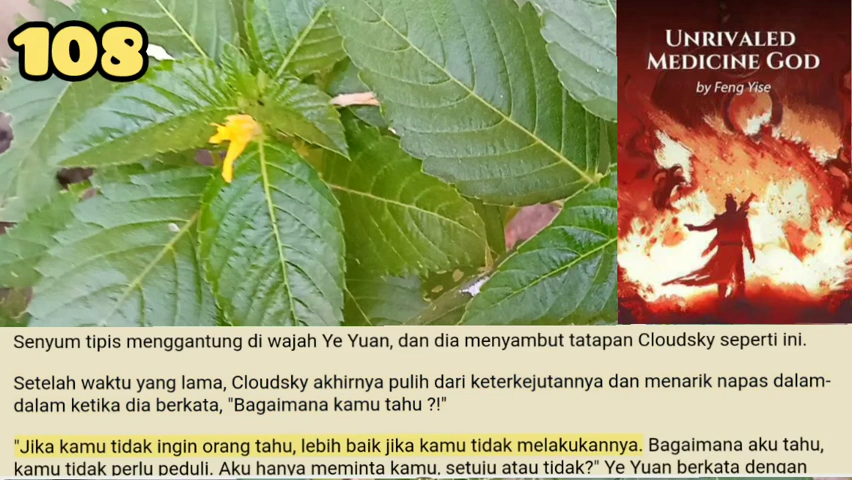 108
UNRIVALED
MEDICINE GOD
by Feng Yise
Senyum tipis menggantung di wajah Ye Yuan, dan dia menyambut tatapan Cloudsky seperti ini.
Setelah waktu yang lama, Cloudsky akhirnya pulih dari keterkejutannya dan menarik napas dalam-
dalam ketika dia berkata, "Bagaimana kamu tahu ?!"
"Jika kamu tidak ingin orang tahu, lebih baik jika kamu tidak melakukannya. Bagaimana aku tahu,
kamu tidak perlu peduli. Aku hanya meminta kamu, setuju atau tidak?" Ye Yuan berkata dengan